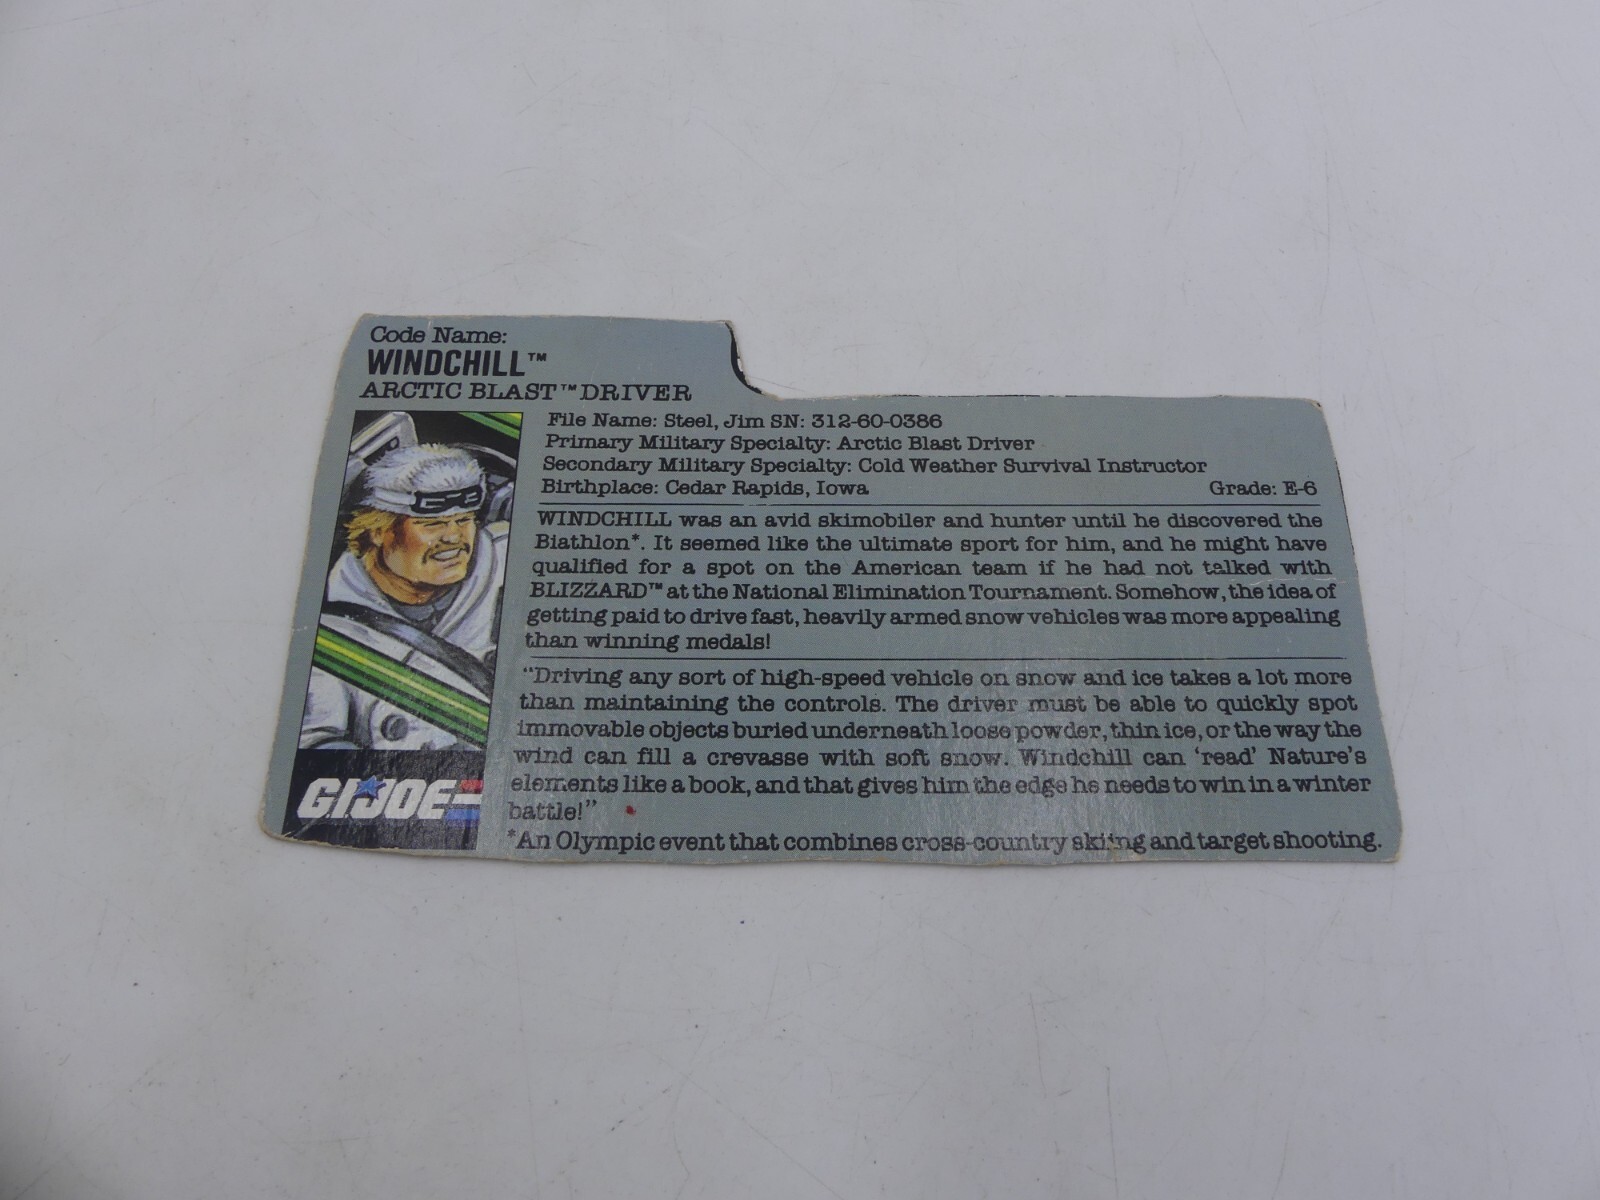 Code Name:
WINDCHILL™
ARCTIC BLAST™ DRIVER
File Name: Steel, Jim SN: 312-60-0386
Primary Military Specialty: Arctic Blast Driver
Secondary Military Specialty: Cold Weather Survival Instructor
Birthplace: Cedar Rapids, Iowa Grade: E-6
WINDCHILL was an avid skimobiler and hunter until he discovered the
Biathlon*. It seemed like the ultimate sport for him, and he might have
qualified for a spot on the American team if he had not talked with
BLIZZARD™ at the National Elimination Tournament. Somehow, the idea of
getting paid to drive fast, heavily armed snow vehicles was more appealing
than winning medals!
"Driving any sort of high-speed vehicle on snow and ice takes a lot more
than maintaining the controls. The driver must be able to quickly spot
immovable objects buried underneath loose powder, thin ice, or the way the
wind can fill a crevasse with soft snow. Windchill can 'read' Nature's
elements like a book, and that gives him the edge he needs to win in a winter
battle!"
*An Olympic event that combines cross-country skiing and target shooting.
G.I. JOE